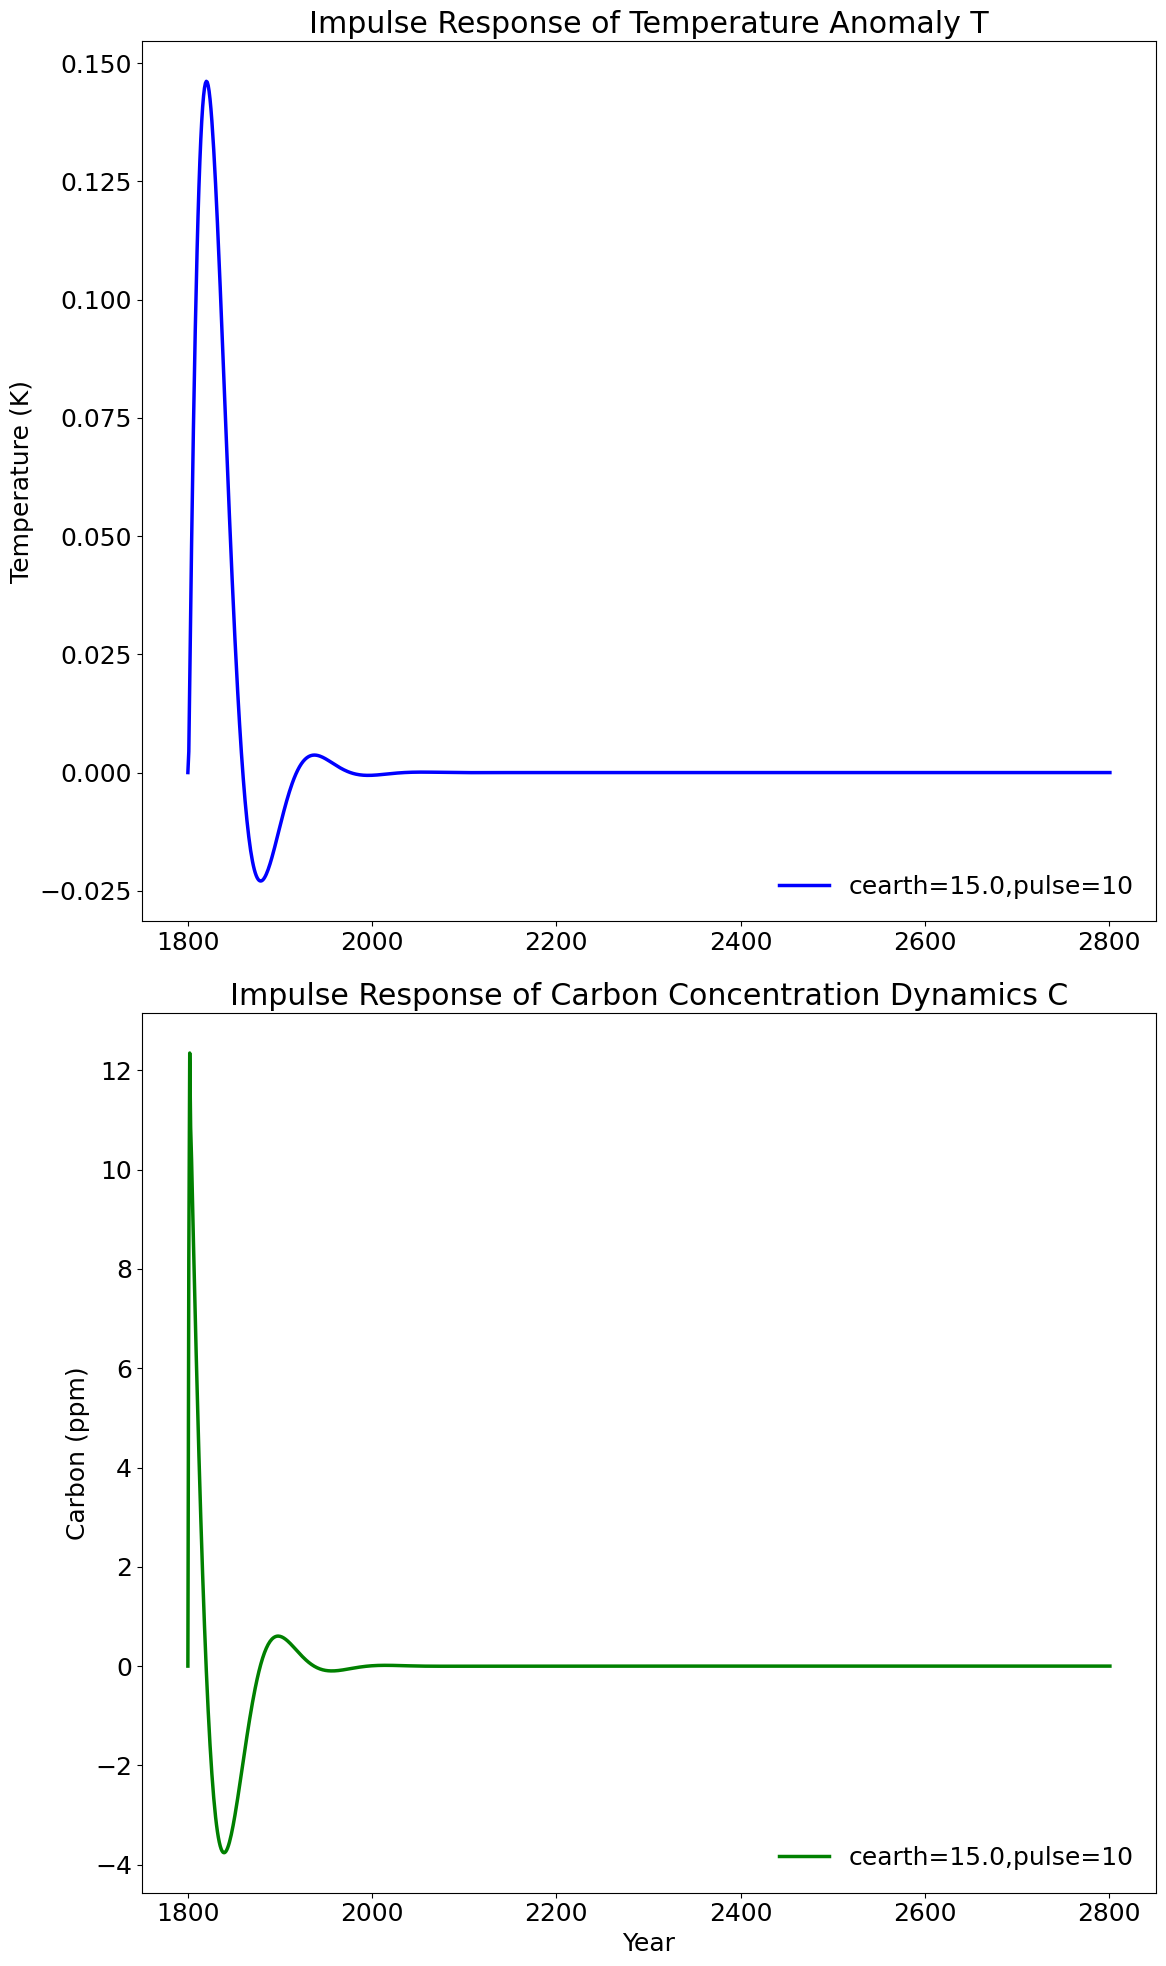 Impulse Response of Temperature Anomaly T
Temperature (K)
0.150
0.125
0.100
0.075
0.050
0.025
0.000
−0.025
cearth=15.0,pulse=10
1800 2000 2200 2400 2600 2800
Impulse Response of Carbon Concentration Dynamics C
Carbon (ppm)
12
10
8
6
4
2
0
−2
−4
cearth=15.0,pulse=10
1800 2000 2200 2400 2600 2800
Year